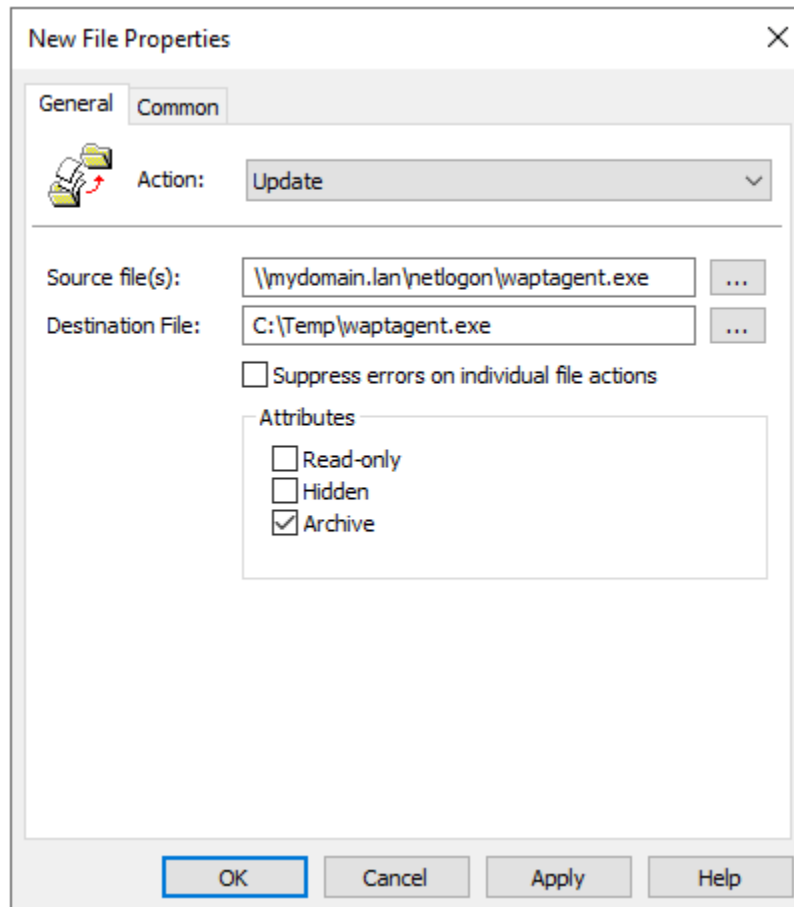 New File Properties
General Common
Action: Update
Source file(s): \\mydomain.lan\netlogon\waptagent.exe ...
Destination File: C:\Temp\waptagent.exe ...
Suppress errors on individual file actions
Attributes
Read-only
Hidden
Archive
OK Cancel Apply Help